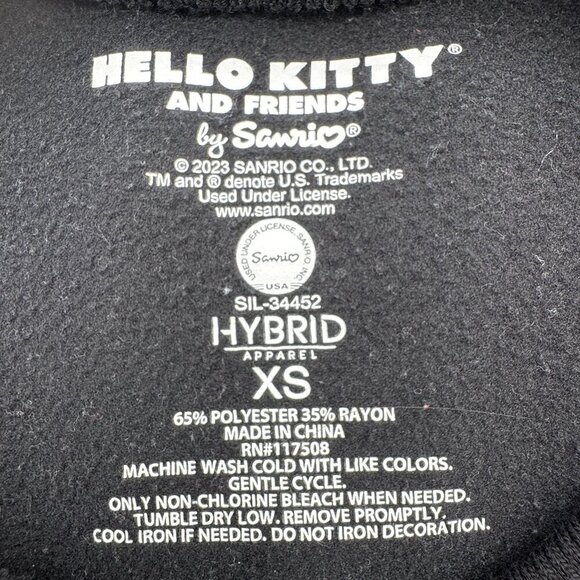 HELLO KITTY®
AND FRIENDS
by Sanrio®
© 2023 SANRIO CO., LTD.
TM and ® denote U.S. Trademarks
Used Under License.
www.sanrio.com
USED UNDER LICENSE, SANRIO INC.
Sanrio
USA
SIL-34452
HYBRID
APPAREL
XS
65% POLYESTER 35% RAYON
MADE IN CHINA
RN#117508
MACHINE WASH COLD WITH LIKE COLORS.
GENTLE CYCLE.
ONLY NON-CHLORINE BLEACH WHEN NEEDED.
TUMBLE DRY LOW. REMOVE PROMPTLY.
COOL IRON IF NEEDED. DO NOT IRON DECORATION.